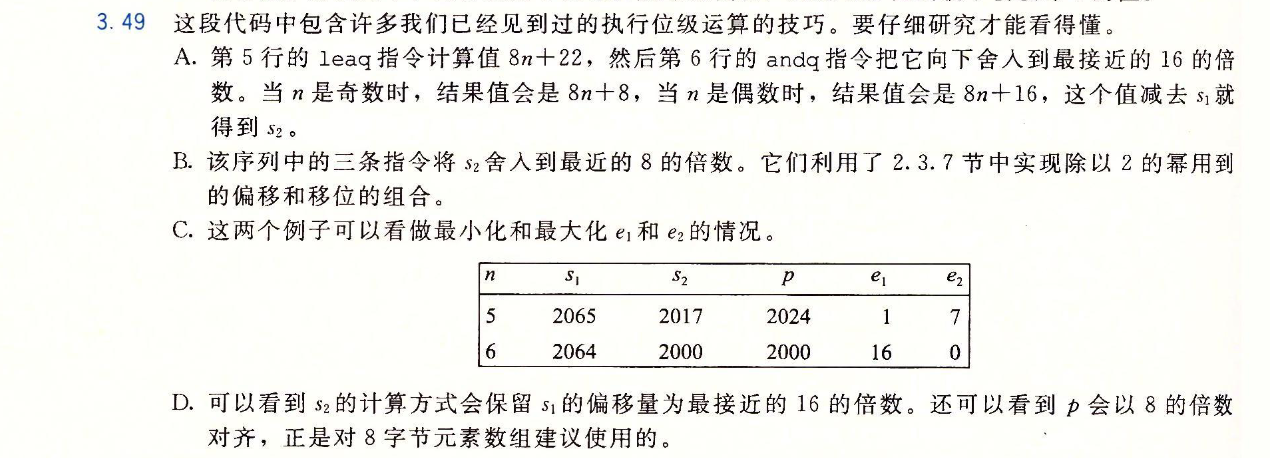 3.49 这段代码中包含许多我们已经见到过的执行位级运算的技巧。要仔细研究才能看得懂。
A. 第 5 行的 leaq 指令计算值 8n+22，然后第 6 行的 andq 指令把它向下舍入到最接近的 16 的倍
数。当 n 是奇数时，结果值会是 8n+8，当 n 是偶数时，结果值会是 8n+16，这个值减去 s₁ 就
得到 s₂。
B. 该序列中的三条指令将 s₂ 舍入到最近的 8 的倍数。它们利用了 2.3.7 节中实现除以 2 的幂用到
的偏移和移位的组合。
C. 这两个例子可以看做最小化和最大化 e₁ 和 e₂ 的情况。
n s₁ s₂ p e₁ e₂
5 2065 2017 2024 1 7
6 2064 2000 2000 16 0
D. 可以看到 s₂ 的计算方式会保留 s₁ 的偏移量为最接近的 16 的倍数。还可以看到 p 会以 8 的倍数
对齐，正是对 8 字节元素数组建议使用的。